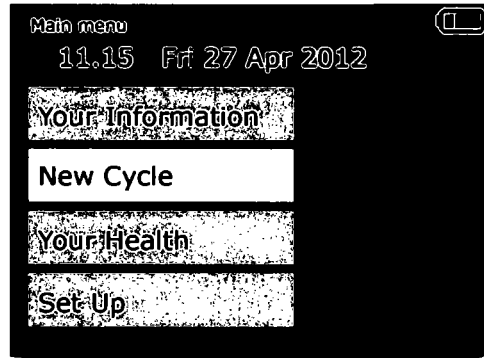 Main menu
11.15 Fri 27 Apr 2012
Your Information
New Cycle
Your Health
Set Up